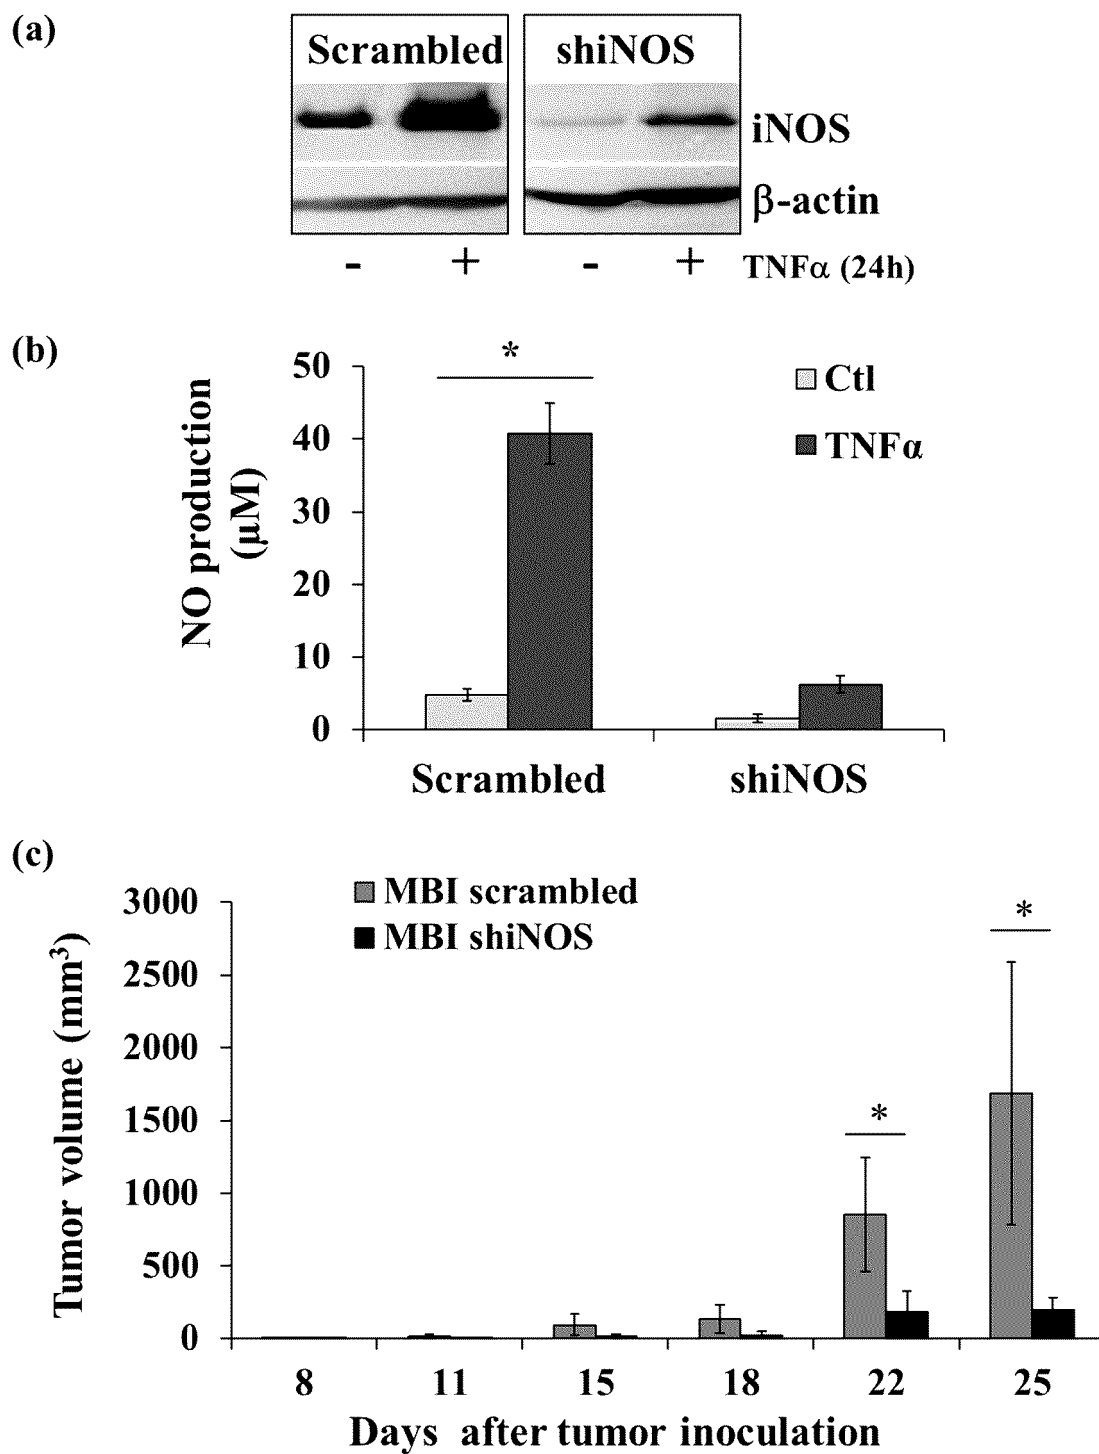 (a)
Scrambled shiNOS
iNOS
β-actin
- + - + TNFα (24h)
(b)
NO production
(μM)
50
40
30
20
10
0
Ctl
TNFα
*
Scrambled shiNOS
(c)
Tumor volume (mm³)
3000
2500
2000
1500
1000
500
0
MBI scrambled
MBI shiNOS
*
*
8 11 15 18 22 25
Days after tumor inoculation